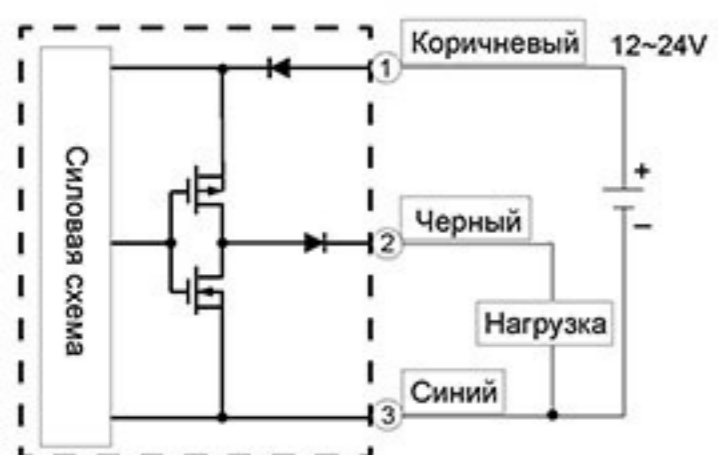 Коричневый
12~24V
1
Силовая схема
+
−
Черный
2
Нагрузка
Синий
3